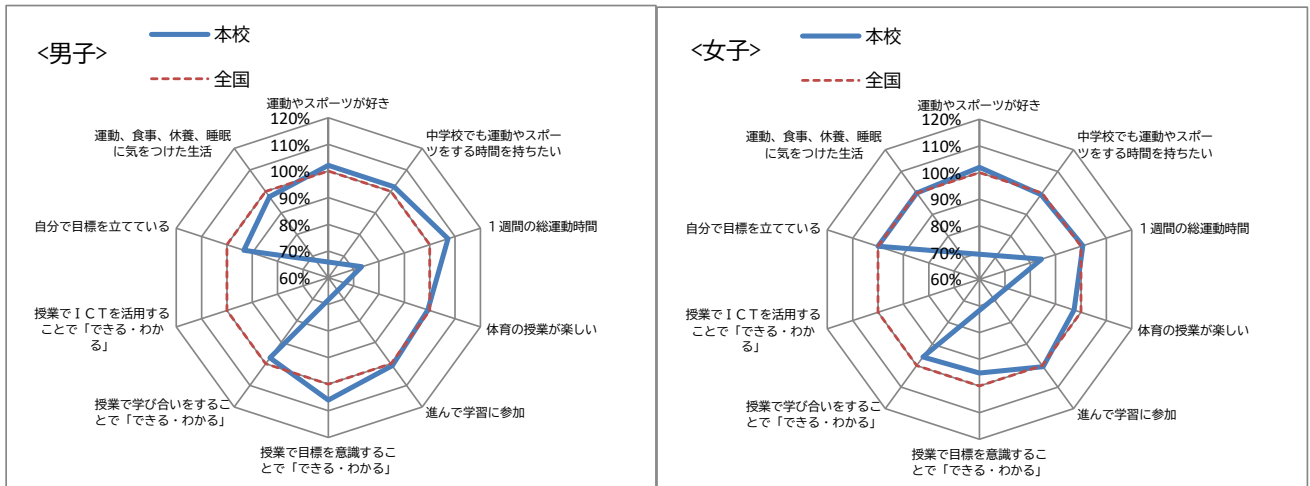 <男子>
本校
全国
運動やスポーツが好き
中学校でも運動やスポー
ツをする時間を持ちたい
１週間の総運動時間
体育の授業が楽しい
進んで学習に参加
授業で目標を意識するこ
とで「できる・わかる」
授業で学び合いをするこ
とで「できる・わかる」
授業でＩＣＴを活用する
ことで「できる・わか
る」
自分で目標を立てている
運動、食事、休養、睡眠
に気をつけた生活
120%
110%
100%
90%
80%
70%
60%
<女子>
本校
全国
運動やスポーツが好き
中学校でも運動やスポー
ツをする時間を持ちたい
１週間の総運動時間
体育の授業が楽しい
進んで学習に参加
授業で目標を意識するこ
とで「できる・わかる」
授業で学び合いをするこ
とで「できる・わかる」
授業でＩＣＴを活用する
ことで「できる・わか
る」
自分で目標を立てている
運動、食事、休養、睡眠
に気をつけた生活
120%
110%
100%
90%
80%
70%
60%